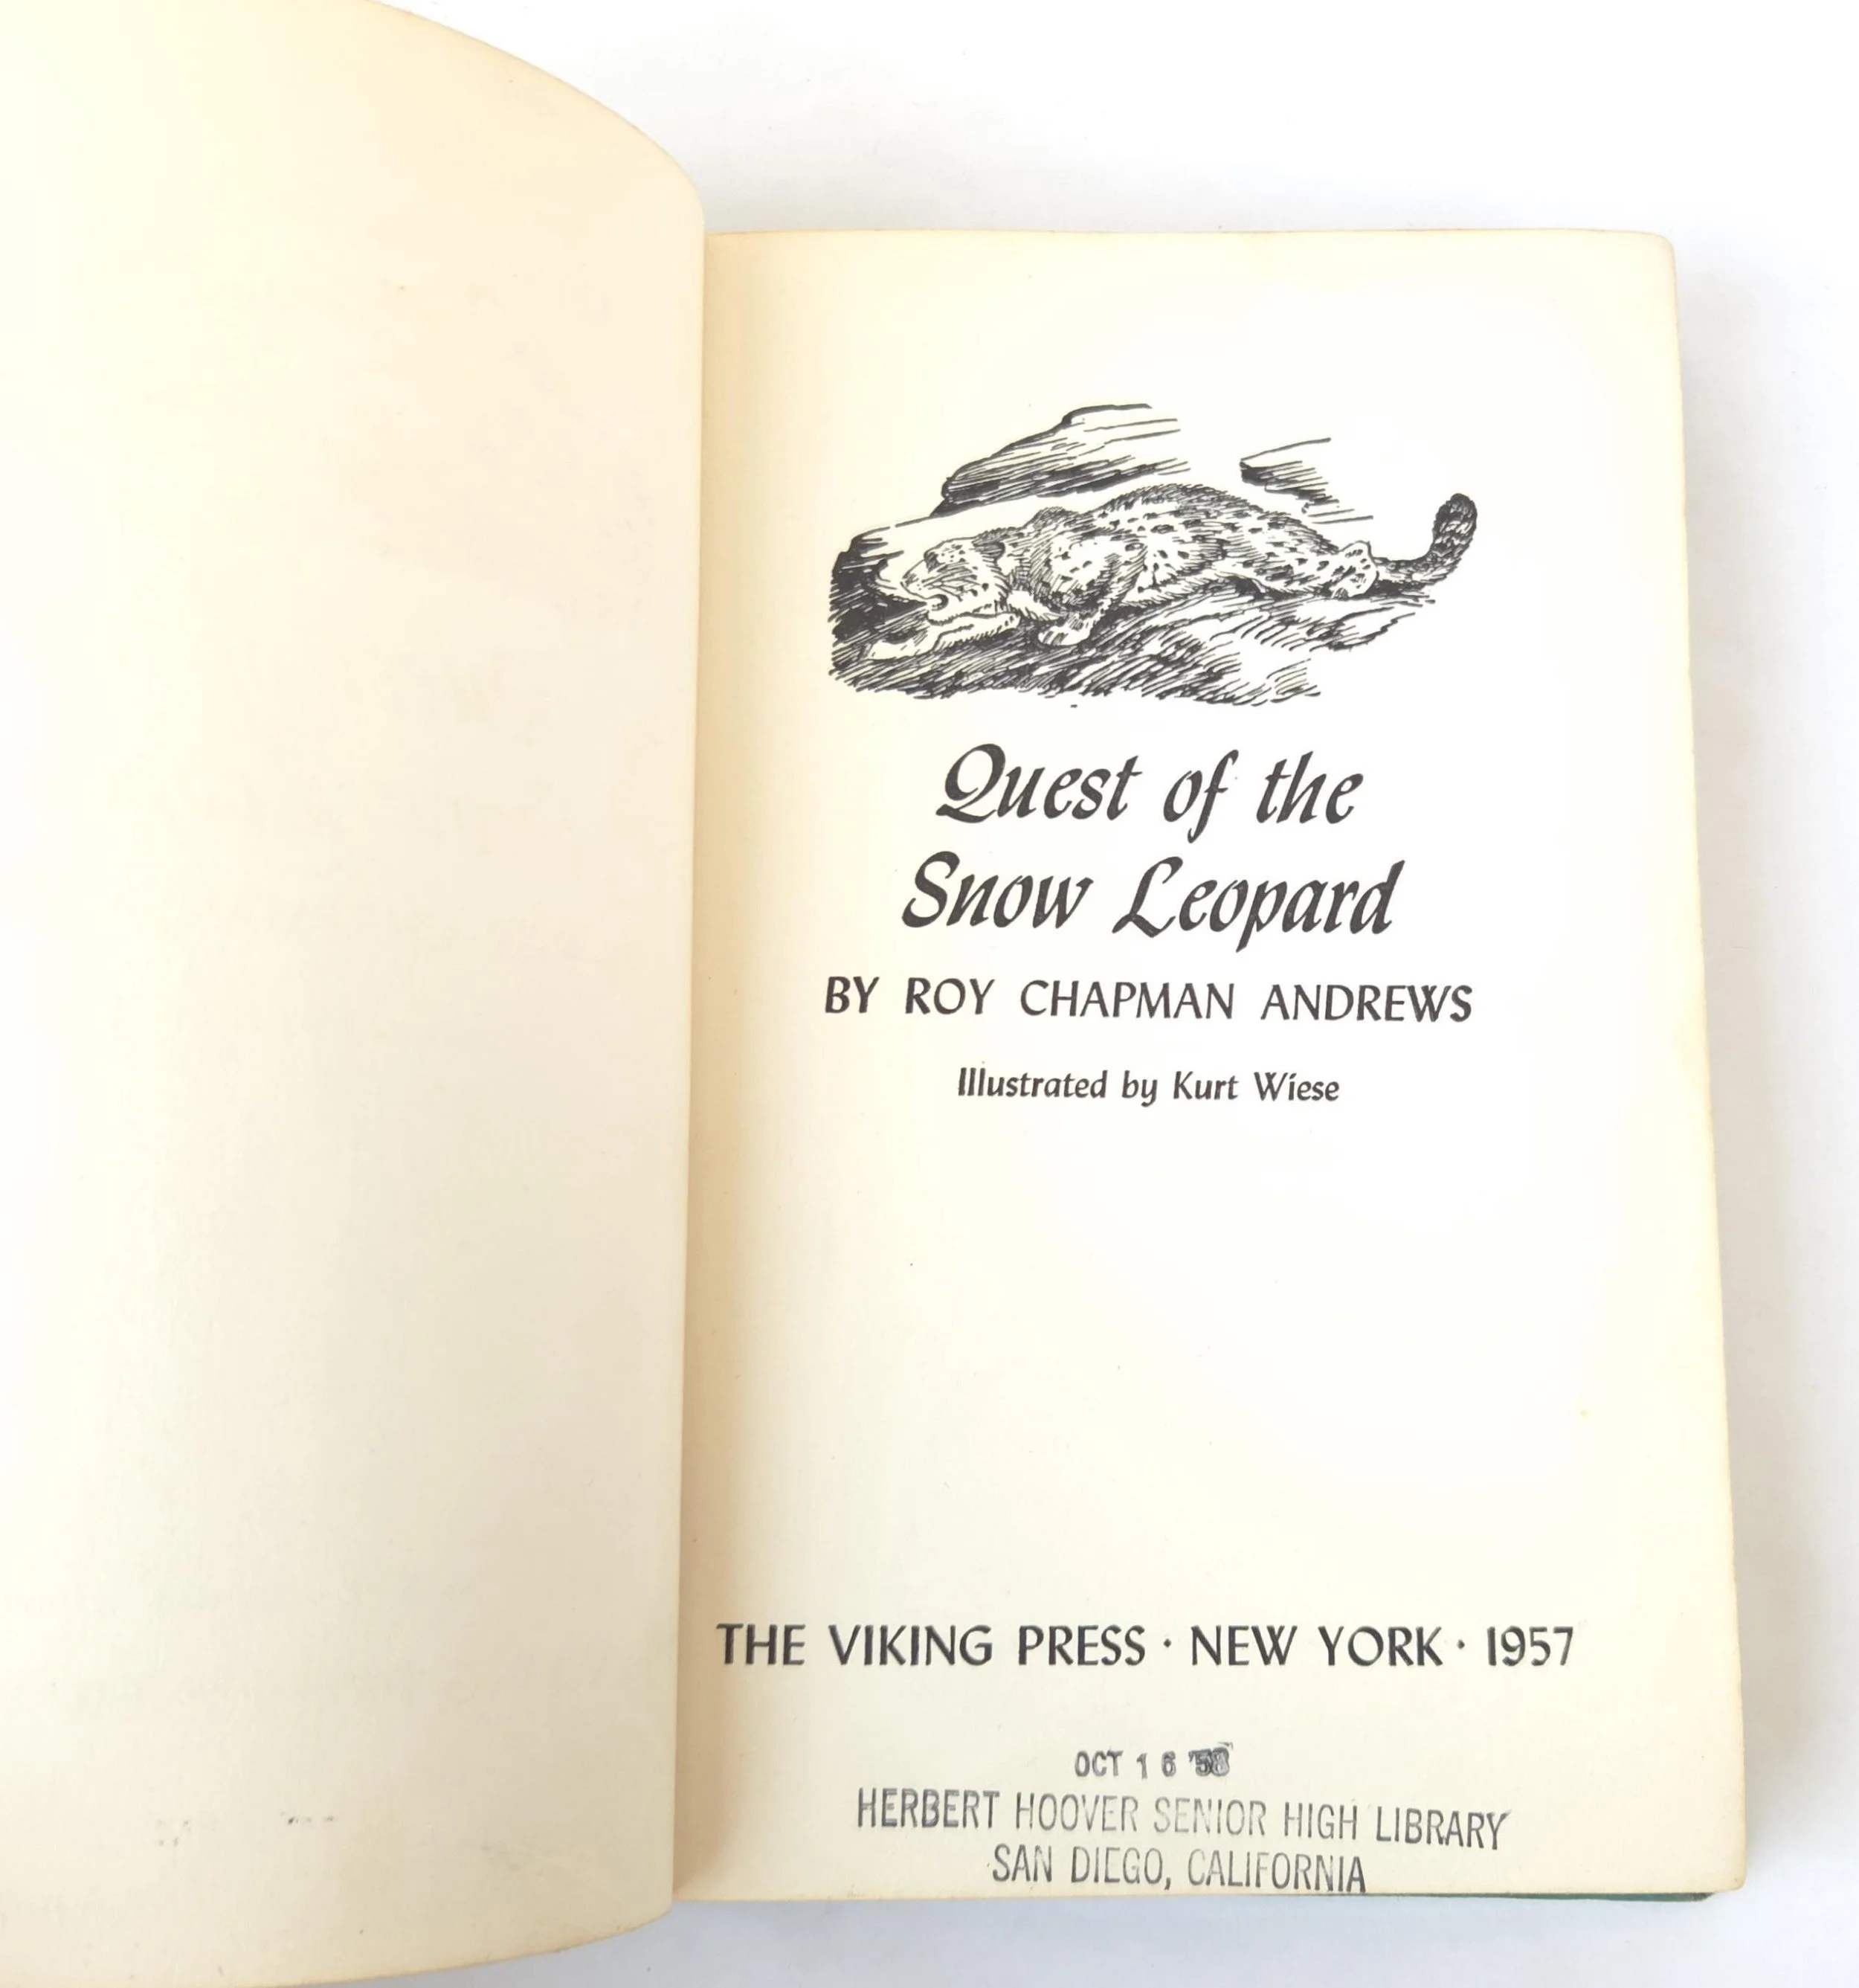 Quest of the
Snow Leopard
BY ROY CHAPMAN ANDREWS
Illustrated by Kurt Wiese
THE VIKING PRESS · NEW YORK · 1957
OCT 16 '58
HERBERT HOOVER SENIOR HIGH LIBRARY
SAN DIEGO, CALIFORNIA